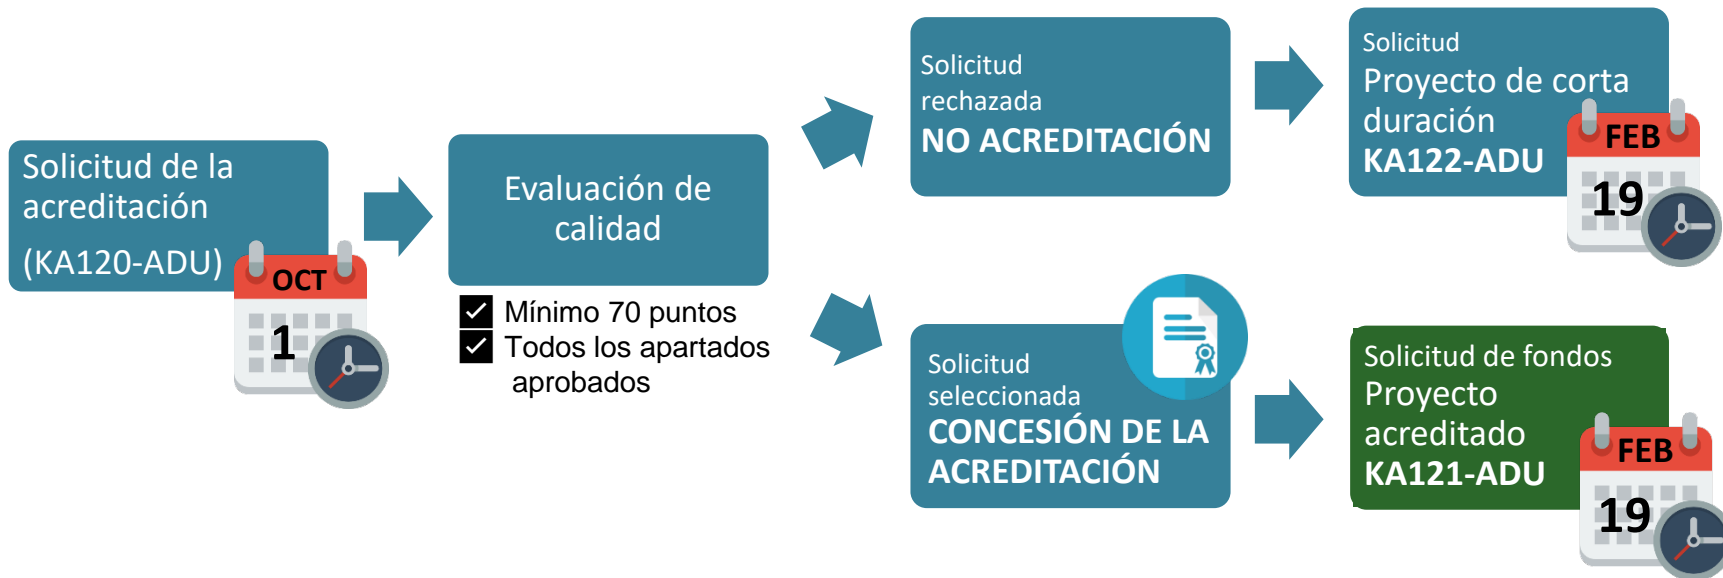 Solicitud de la
acreditación
(KA120-ADU)
OCT
1
Evaluación de
calidad
Mínimo 70 puntos
Todos los apartados
aprobados
Solicitud
rechazada
NO ACREDITACIÓN
Solicitud
Proyecto de corta
duración
KA122-ADU
FEB
19
Solicitud
seleccionada
CONCESIÓN DE LA
ACREDITACIÓN
Solicitud de fondos
Proyecto
acreditado
KA121-ADU
FEB
19